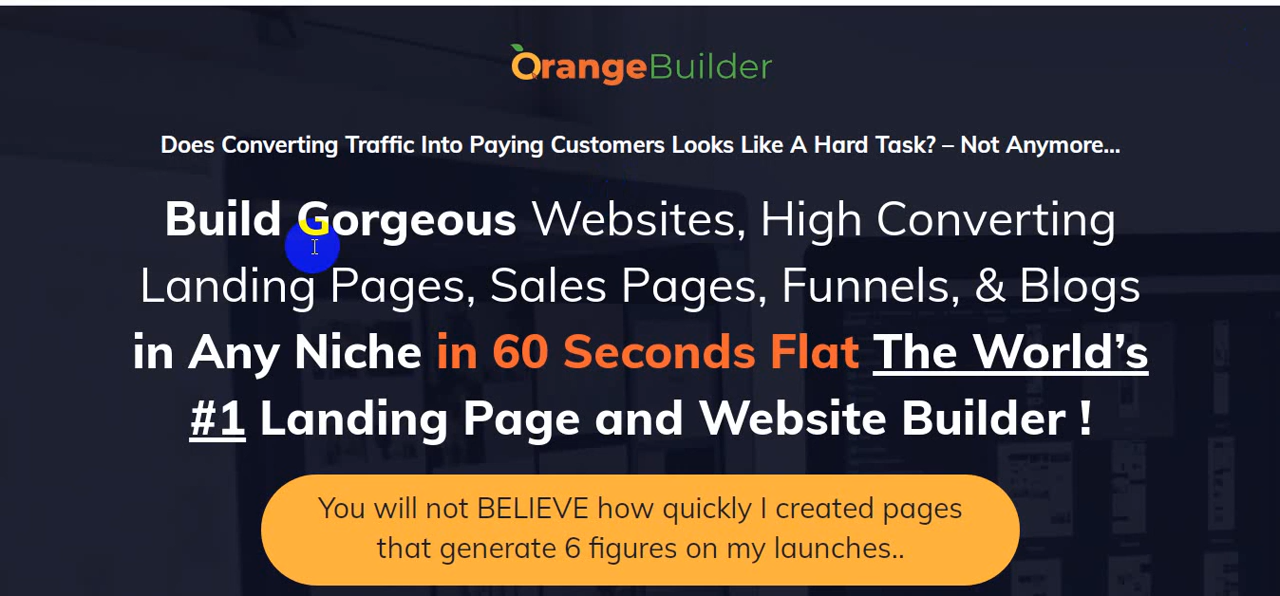 OrangeBuilder
Does Converting Traffic Into Paying Customers Looks Like A Hard Task? – Not Anymore...
Build Gorgeous Websites, High Converting
Landing Pages, Sales Pages, Funnels, & Blogs
in Any Niche in 60 Seconds Flat The World’s
#1 Landing Page and Website Builder !
You will not BELIEVE how quickly I created pages
that generate 6 figures on my launches..